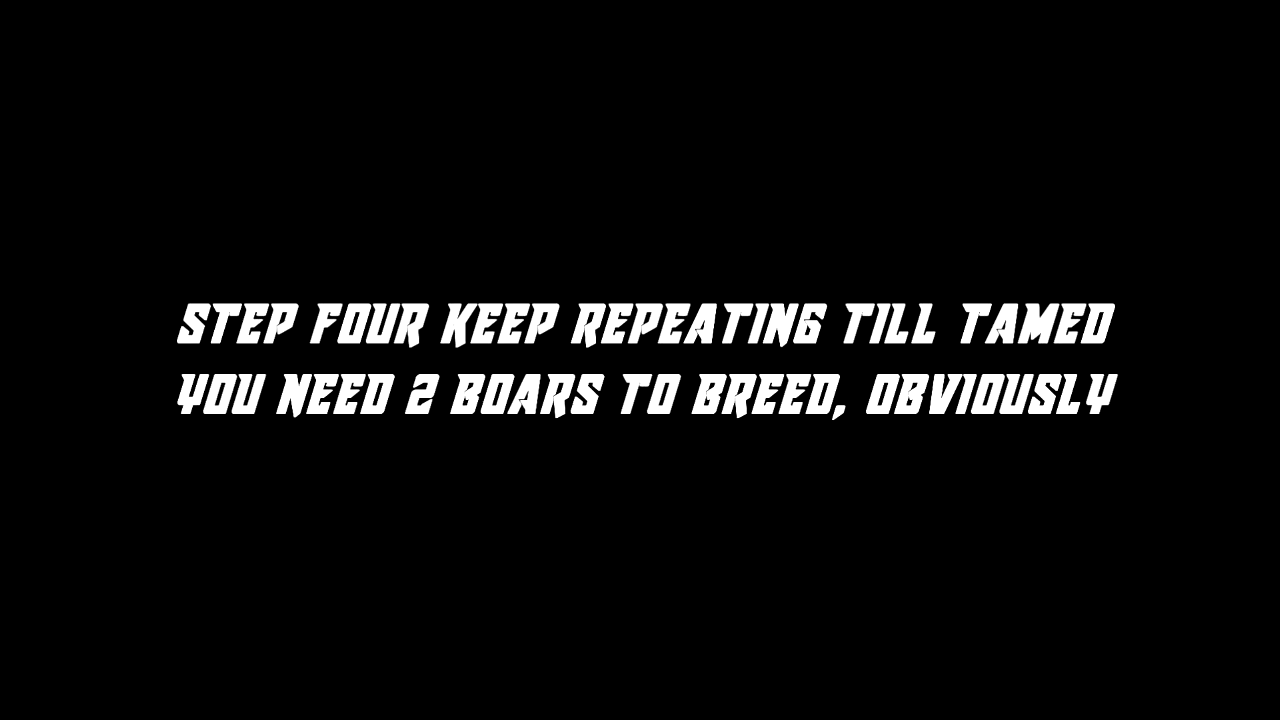 STEP FOUR KEEP REPEATING TILL TAMED
YOU NEED 2 BOARS TO BREED, OBVIOUSLY